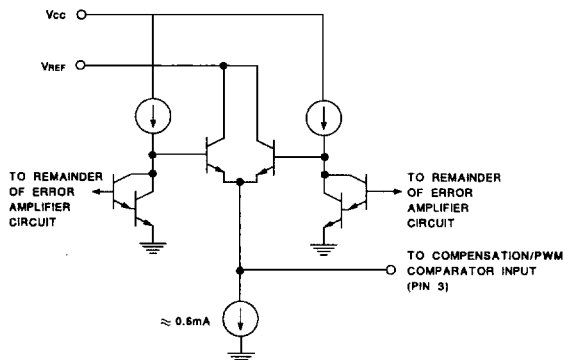 VCC
VREF
TO REMAINDER
OF ERROR
AMPLIFIER
CIRCUIT
TO REMAINDER
OF ERROR
AMPLIFIER
CIRCUIT
TO COMPENSATION/PWM
COMPARATOR INPUT
(PIN 3)
≈ 0.6mA